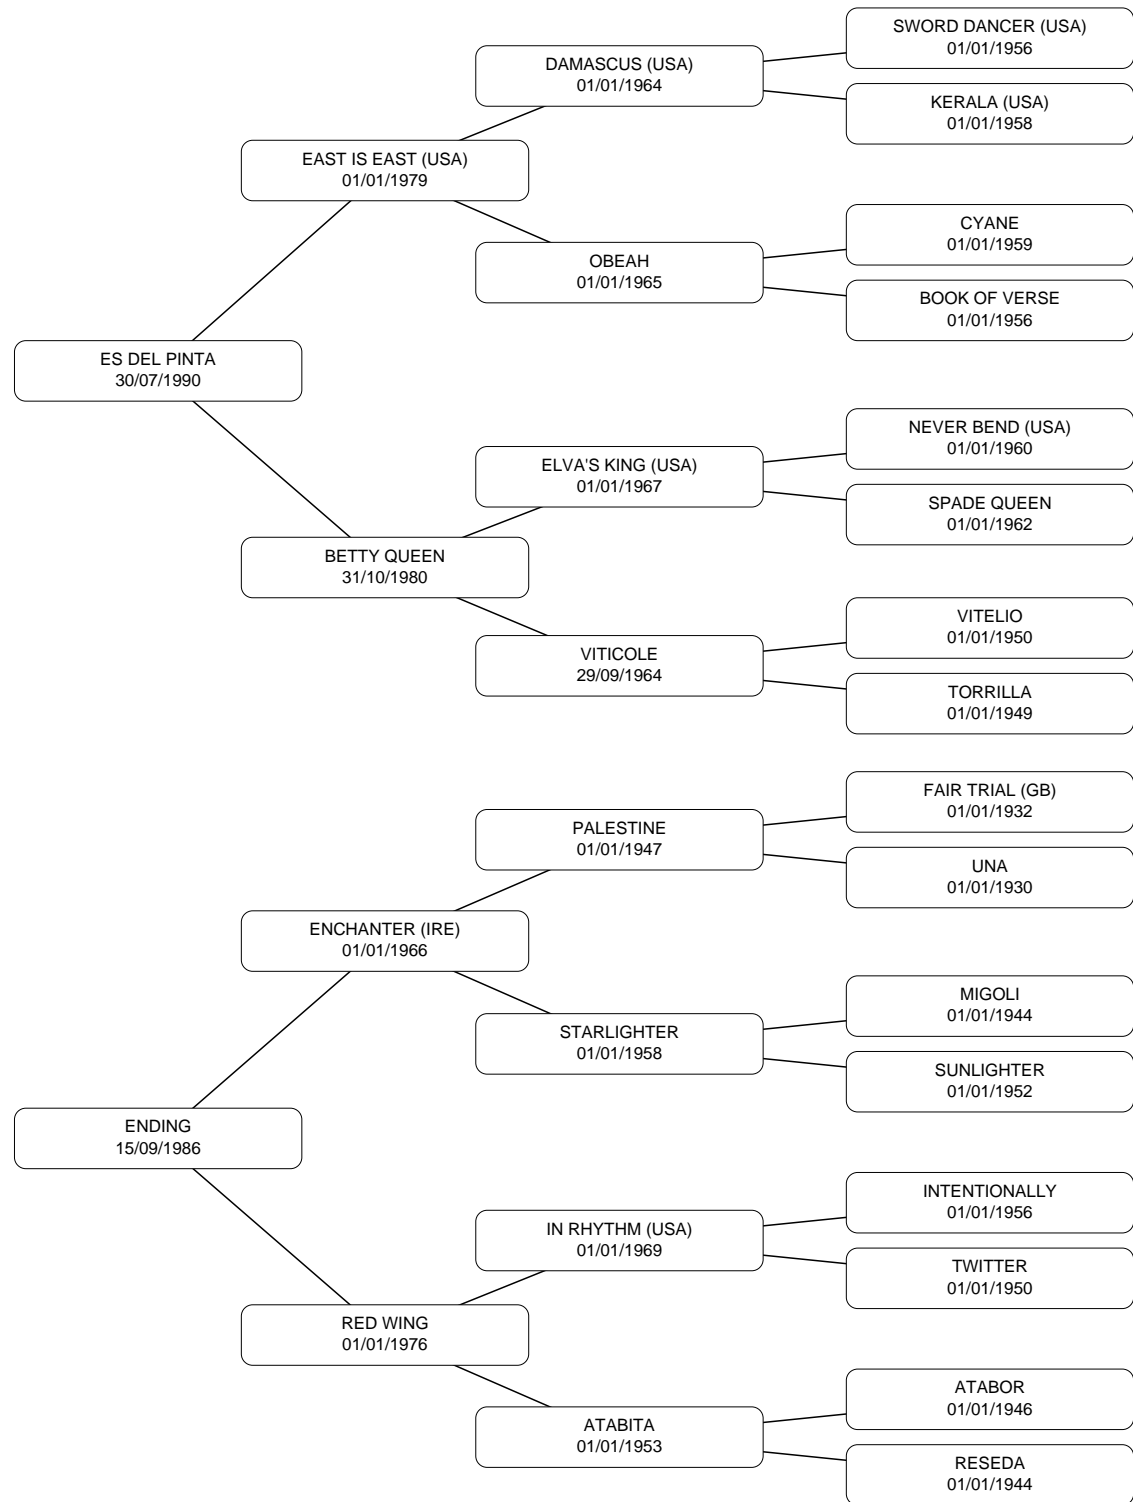 SWORD DANCER (USA)
01/01/1956
DAMASCUS (USA)
01/01/1964
KERALA (USA)
01/01/1958
EAST IS EAST (USA)
01/01/1979
CYANE
01/01/1959
OBEAH
01/01/1965
BOOK OF VERSE
01/01/1956
ES DEL PINTA
30/07/1990
NEVER BEND (USA)
01/01/1960
ELVA'S KING (USA)
01/01/1967
SPADE QUEEN
01/01/1962
BETTY QUEEN
31/10/1980
VITELIO
01/01/1950
VITICOLE
29/09/1964
TORRILLA
01/01/1949
FAIR TRIAL (GB)
01/01/1932
PALESTINE
01/01/1947
UNA
01/01/1930
ENCHANTER (IRE)
01/01/1966
MIGOLI
01/01/1944
STARLIGHTER
01/01/1958
SUNLIGHTER
01/01/1952
ENDING
15/09/1986
INTENTIONALLY
01/01/1956
IN RHYTHM (USA)
01/01/1969
TWITTER
01/01/1950
RED WING
01/01/1976
ATABOR
01/01/1946
ATABITA
01/01/1953
RESEDA
01/01/1944